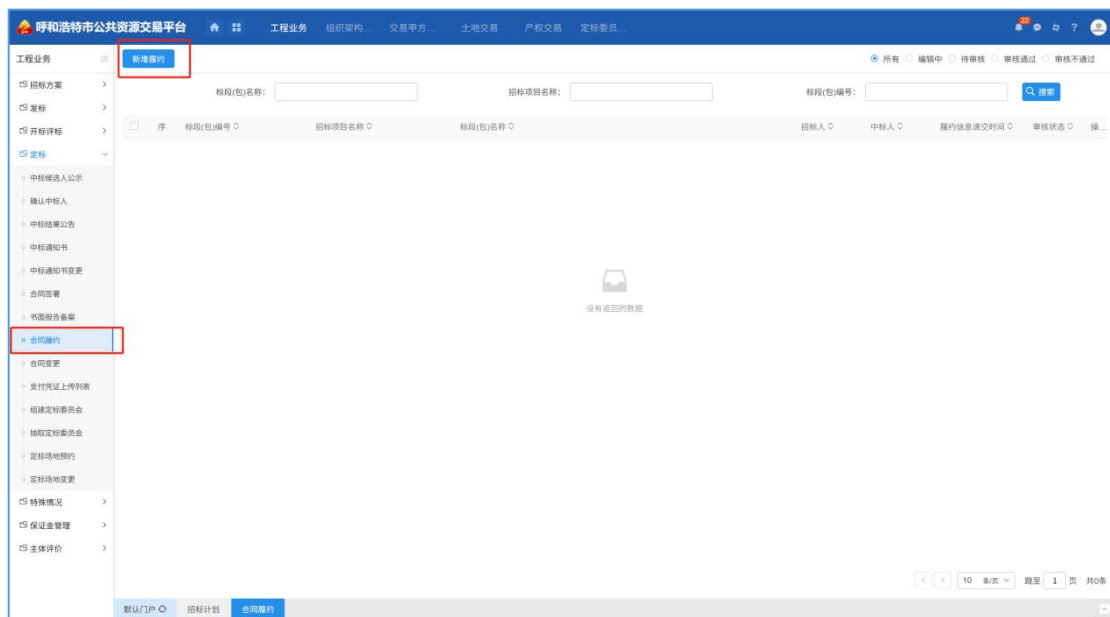 呼和浩特市公共资源交易平台 工程业务 组织架构... 交易甲方... 土地交易 产权交易 定标委员... 22 ?
工程业务 新增履约 所有 编辑中 待审核 审核通过 审核不通过
招标方案
标段(包)名称： 招标项目名称： 标段(包)编号： 搜索
发标
开标评标
序 标段(包)编号 招标项目名称 标段(包)名称 招标人 中标人 履约信息递交时间 审核状态 操...
定标
中标候选人公示
确认中标人
中标结果公告
中标通知书
中标通知书变更
合同签署
书面报告备案
没有返回的数据
合同履约
合同变更
支付凭证上传列表
组建定标委员会
抽取定标委员会
定标场地预约
定标场地变更
特殊情况
保证金管理
主体评价
10 条/页 跳至 1 页 共0条
默认门户 招标计划 合同履约